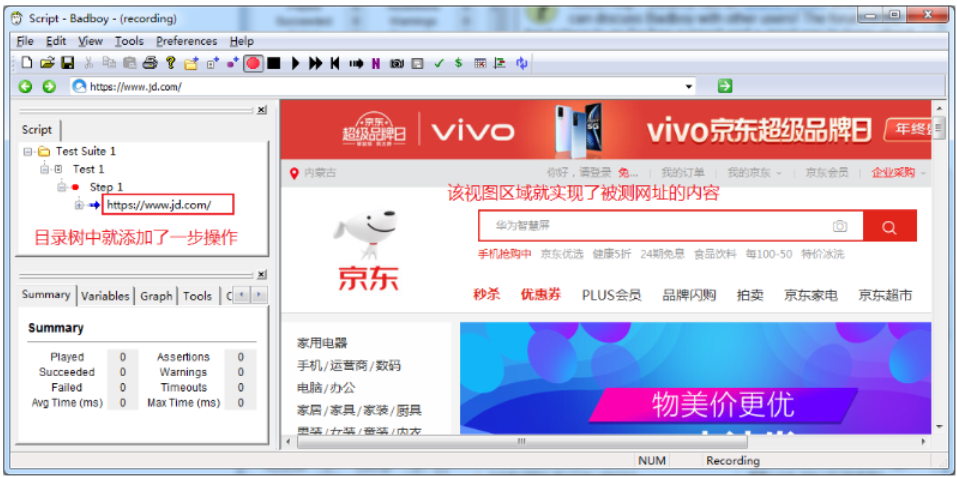 Script - Badboy - (recording)
File Edit View Tools Preferences Help
https://www.jd.com/
Script
Test Suite 1
Test 1
Step 1
https://www.jd.com/
目录树中就添加了一步操作
Summary Variables Graph Tools C
Summary
Played 0 Assertions 0
Succeeded 0 Warnings 0
Failed 0 Timeouts 0
Avg Time (ms) 0 Max Time (ms) 0
京东
超级品牌日
vivo
vivo京东超级品牌日
年终
内蒙古
你好，请登录 免... 我的订单 我的京东 京东会员 企业采购
该视图区域就实现了被测网址的内容
华为智慧屏
手机抢购中 京东优选 健康5折 24期免息 食品饮料 每100-50 特价冰洗
京东
秒杀 优惠券 PLUS会员 品牌闪购 拍卖 京东家电 京东超市
家用电器
手机/运营商/数码
电脑/办公
家居/家具/家装/厨具
男装/女装/童装/内衣
物美价更优
NUM Recording